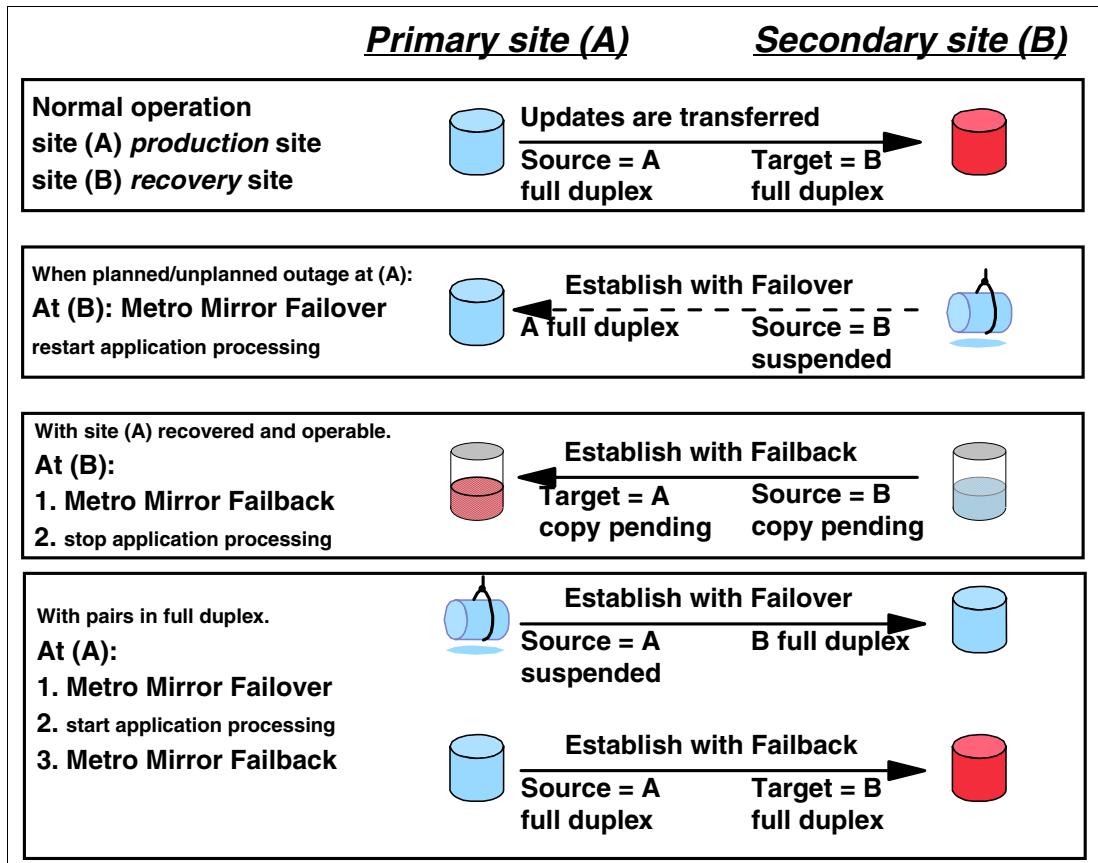 Primary site (A)
Secondary site (B)
Normal operation
site (A) production site
site (B) recovery site
Updates are transferred
Source = A
full duplex
Target = B
full duplex
When planned/unplanned outage at (A):
At (B): Metro Mirror Failover
restart application processing
Establish with Failover
A full duplex
Source = B
suspended
With site (A) recovered and operable.
At (B):
1. Metro Mirror Failback
2. stop application processing
Establish with Failback
Target = A
copy pending
Source = B
copy pending
With pairs in full duplex.
At (A):
1. Metro Mirror Failover
2. start application processing
3. Metro Mirror Failback
Establish with Failover
Source = A
suspended
B full duplex
Establish with Failback
Source = A
full duplex
Target = B
full duplex